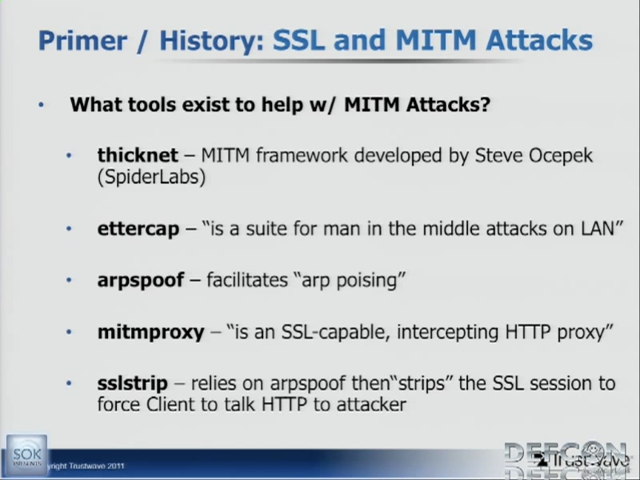 Primer / History: SSL and MITM Attacks
• What tools exist to help w/ MITM Attacks?
• thicknet – MITM framework developed by Steve Ocepek
(SpiderLabs)
• ettercap – “is a suite for man in the middle attacks on LAN”
• arpspoof – facilitates “arp poising”
• mitmproxy – “is an SSL-capable, intercepting HTTP proxy”
• sslstrip – relies on arpspoof then“strips” the SSL session to
force Client to talk HTTP to attacker
SOK
Trustwave 2011
DEFCON
Trustwave